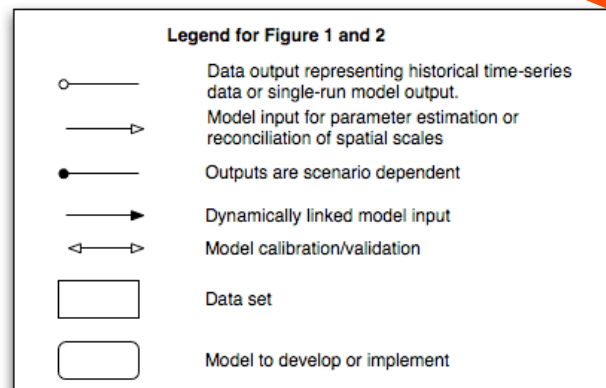 Legend for Figure 1 and 2
Data output representing historical time-series
data or single-run model output.
Model input for parameter estimation or
reconciliation of spatial scales
Outputs are scenario dependent
Dynamically linked model input
Model calibration/validation
Data set
Model to develop or implement